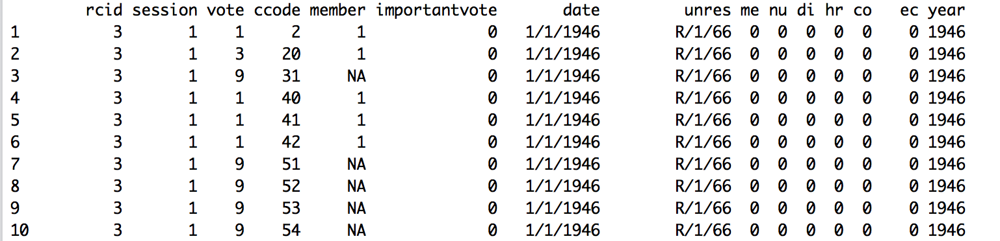 rcid session vote ccode member importantvote date unres me nu di hr co ec year
1 3 1 1 2 1 0 1/1/1946 R/1/66 0 0 0 0 0 0 1946
2 3 1 3 20 1 0 1/1/1946 R/1/66 0 0 0 0 0 0 1946
3 3 1 9 31 NA 0 1/1/1946 R/1/66 0 0 0 0 0 0 1946
4 3 1 1 40 1 0 1/1/1946 R/1/66 0 0 0 0 0 0 1946
5 3 1 1 41 1 0 1/1/1946 R/1/66 0 0 0 0 0 0 1946
6 3 1 1 42 1 0 1/1/1946 R/1/66 0 0 0 0 0 0 1946
7 3 1 9 51 NA 0 1/1/1946 R/1/66 0 0 0 0 0 0 1946
8 3 1 9 52 NA 0 1/1/1946 R/1/66 0 0 0 0 0 0 1946
9 3 1 9 53 NA 0 1/1/1946 R/1/66 0 0 0 0 0 0 1946
10 3 1 9 54 NA 0 1/1/1946 R/1/66 0 0 0 0 0 0 1946